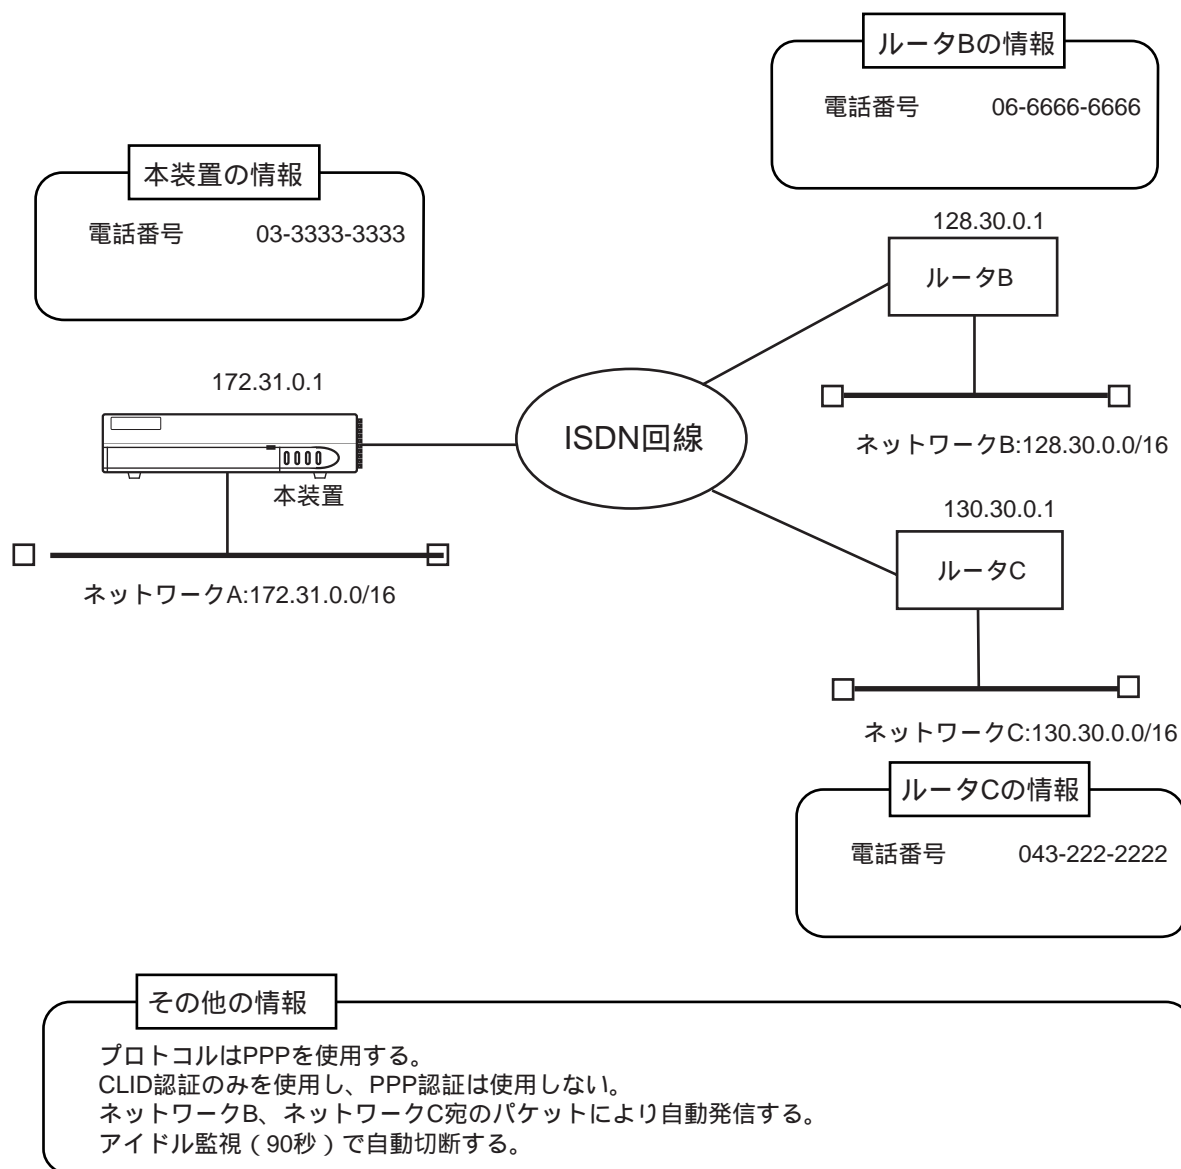 ルータBの情報
電話番号 06-6666-6666
本装置の情報
電話番号 03-3333-3333
128.30.0.1
ルータB
172.31.0.1
ISDN回線
ネットワークB:128.30.0.0/16
本装置
130.30.0.1
ルータC
ネットワークA:172.31.0.0/16
ネットワークC:130.30.0.0/16
ルータCの情報
電話番号 043-222-2222
その他の情報
プロトコルはPPPを使用する。
CLID認証のみを使用し、PPP認証は使用しない。
ネットワークB、ネットワークC宛のパケットにより自動発信する。
アイドル監視（90秒）で自動切断する。